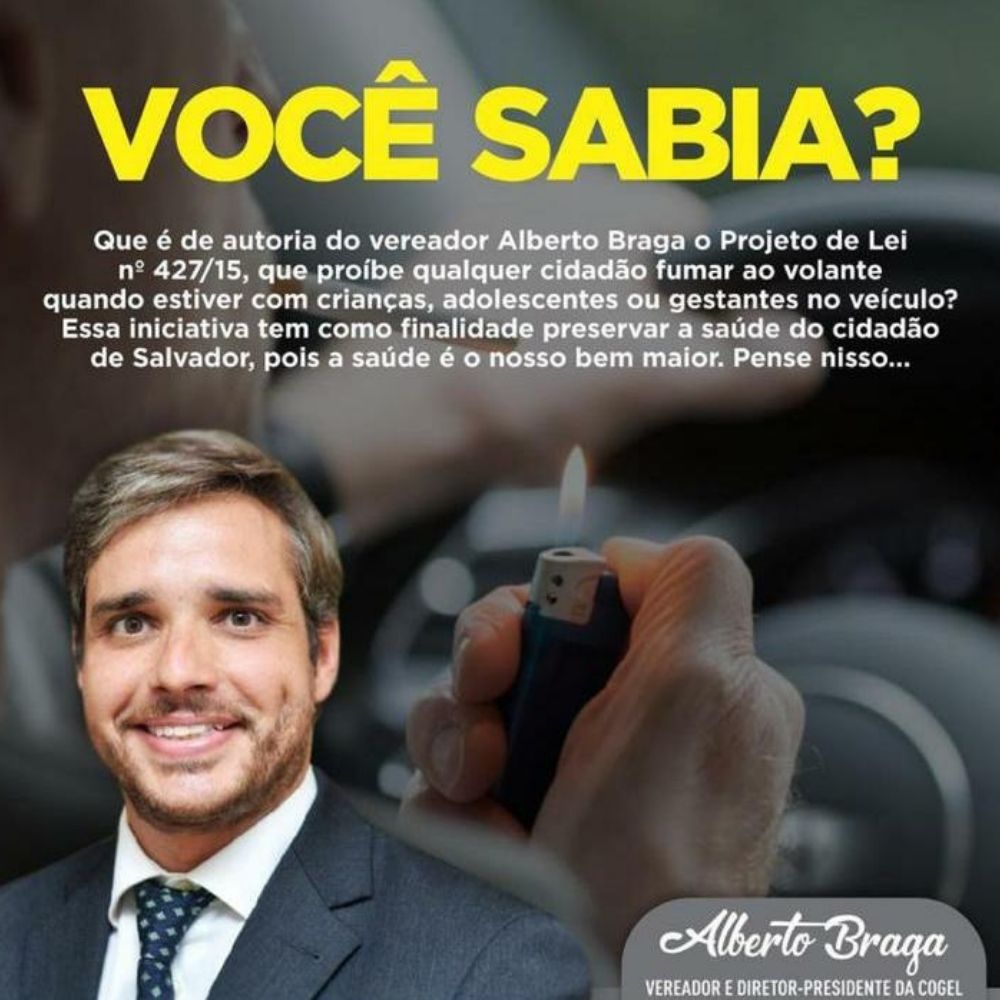 VOCÊ SABIA?
Que é de autoria do vereador Alberto Braga o Projeto de Lei
nº 427/15, que proíbe qualquer cidadão fumar ao volante
quando estiver com crianças, adolescentes ou gestantes no veículo?
Essa iniciativa tem como finalidade preservar a saúde do cidadão
de Salvador, pois a saúde é o nosso bem maior. Pense nisso...
Alberto Braga
VEREADOR E DIRETOR-PRESIDENTE DA COGEL